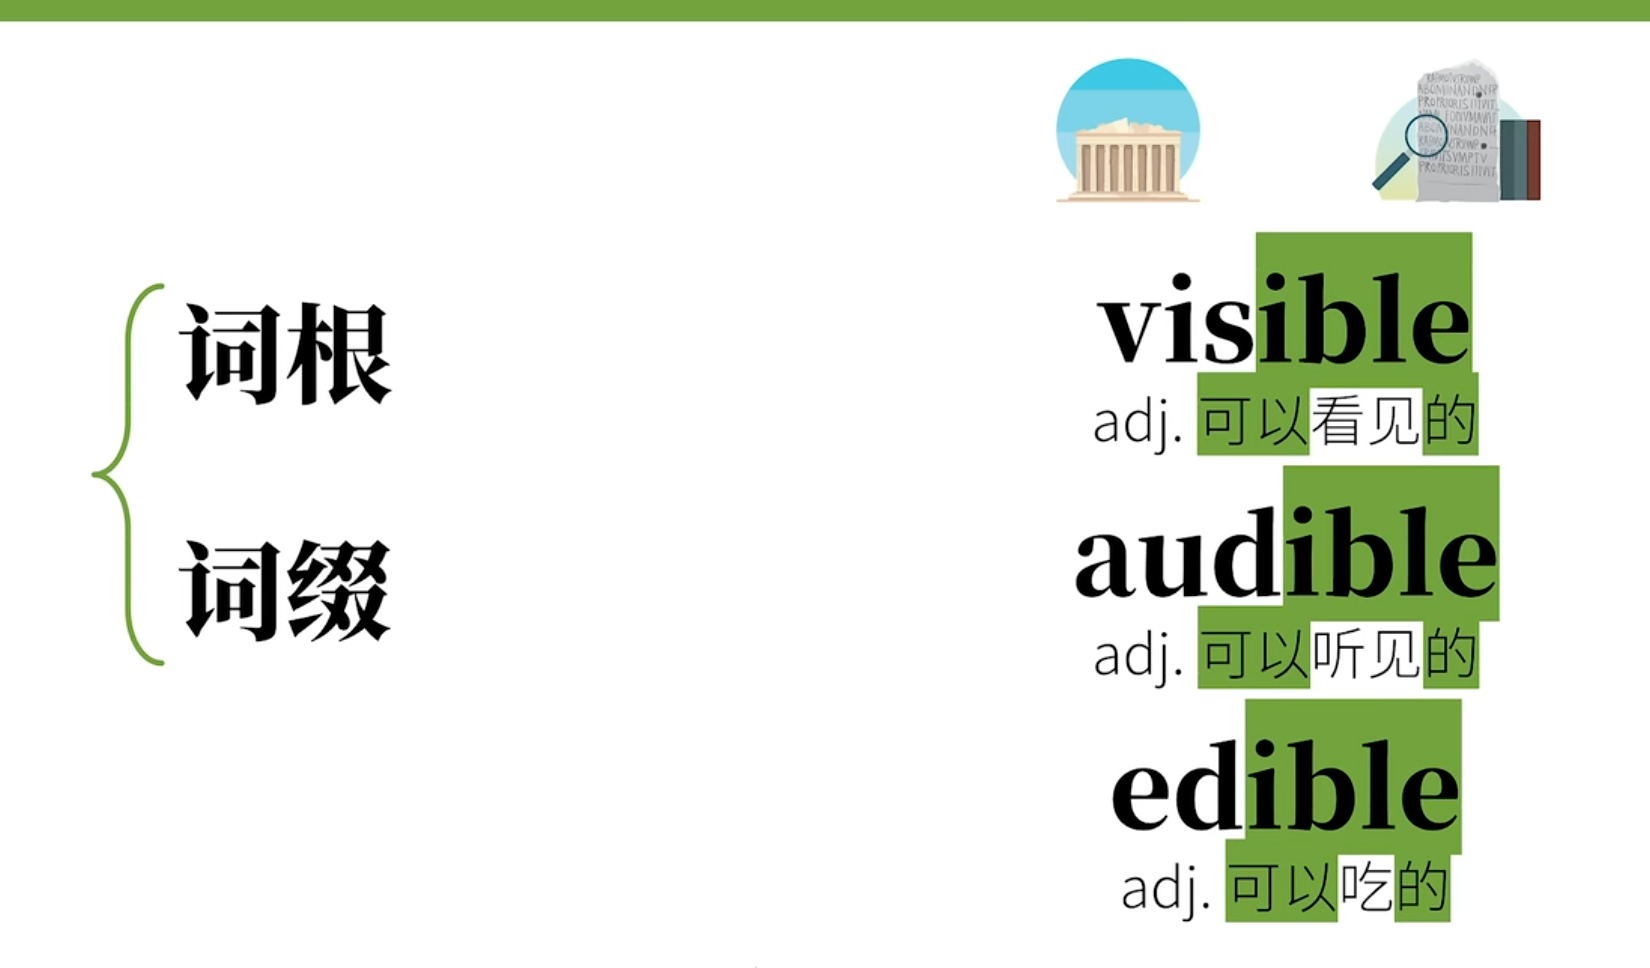 词根
词缀
visible
adj. 可以看见的
audible
adj. 可以听见的
edible
adj. 可以吃的